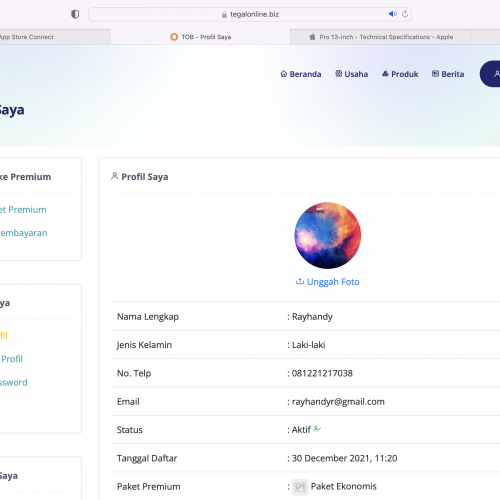 tegalonline.biz
App Store Connect
TOB - Profil Saya
Pro 13-inch - Technical Specifications - Apple
Beranda
Usaha
Produk
Berita
Saya
ke Premium
et Premium
embayaran
ya
fil
Profil
ssword
Saya
Profil Saya
Unggah Foto
Nama Lengkap : Rayhandy
Jenis Kelamin : Laki-laki
No. Telp : 081221217038
Email : rayhandyr@gmail.com
Status : Aktif
Tanggal Daftar : 30 December 2021, 11:20
Paket Premium : Paket Ekonomis